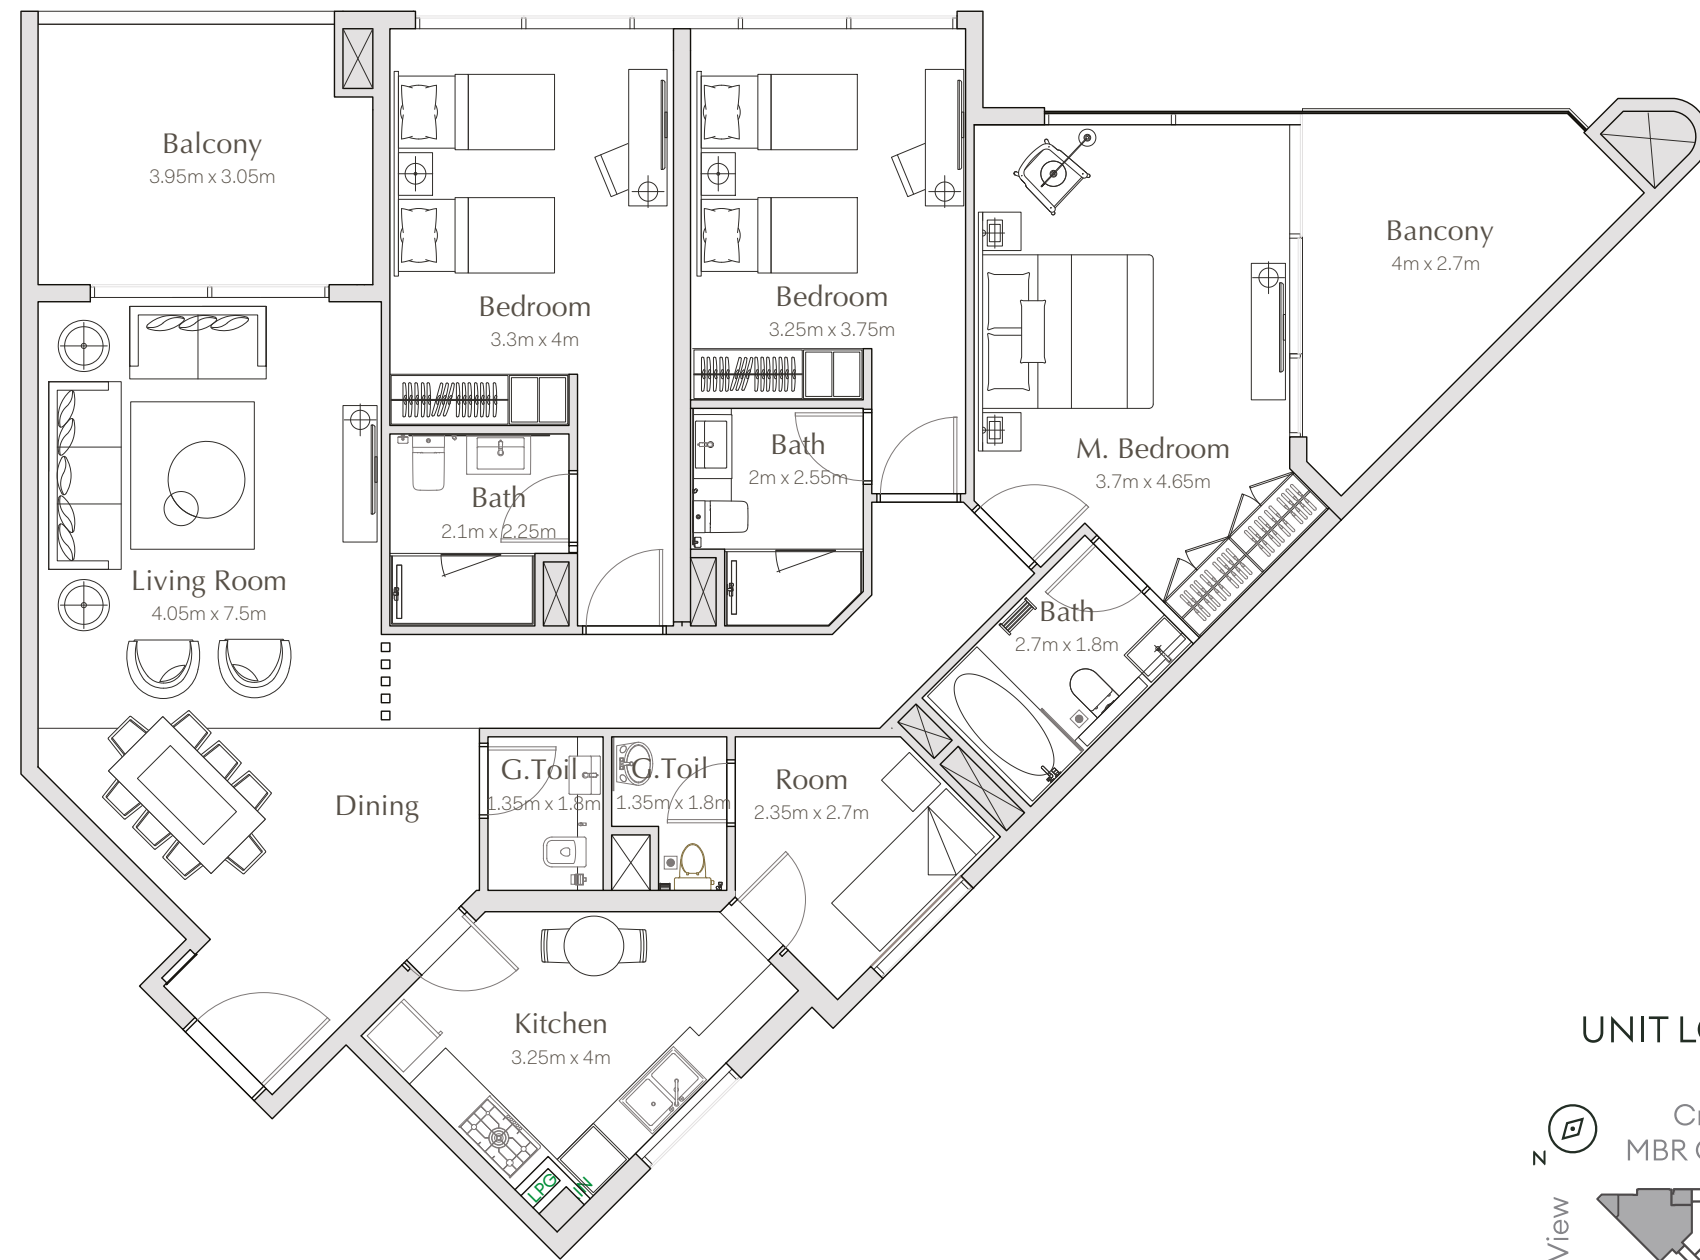 Balcony
3.95m x 3.05m
Bedroom
3.3m x 4m
Bedroom
3.25m x 3.75m
Bancony
4m x 2.7m
M. Bedroom
3.7m x 4.65m
Bath
2.1m x 2.25m
Bath
2m x 2.55m
Living Room
4.05m x 7.5m
Bath
2.7m x 1.8m
Dining
G.Toil
1.35m x 1.8m
G.Toil
1.35m x 1.8m
Room
2.35m x 2.7m
Kitchen
3.25m x 4m
LPG
IN
UNIT L
N
MBR
View